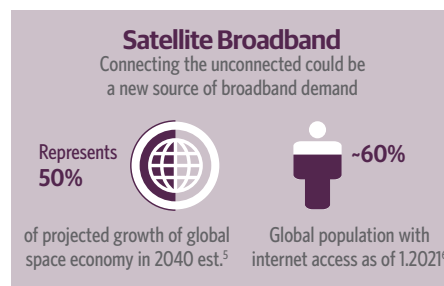 Satellite Broadband
Connecting the unconnected could be
a new source of broadband demand
Represents
50%
of projected growth of global
space economy in 2040 est.5
~60%
Global population with
internet access as of 1.2021